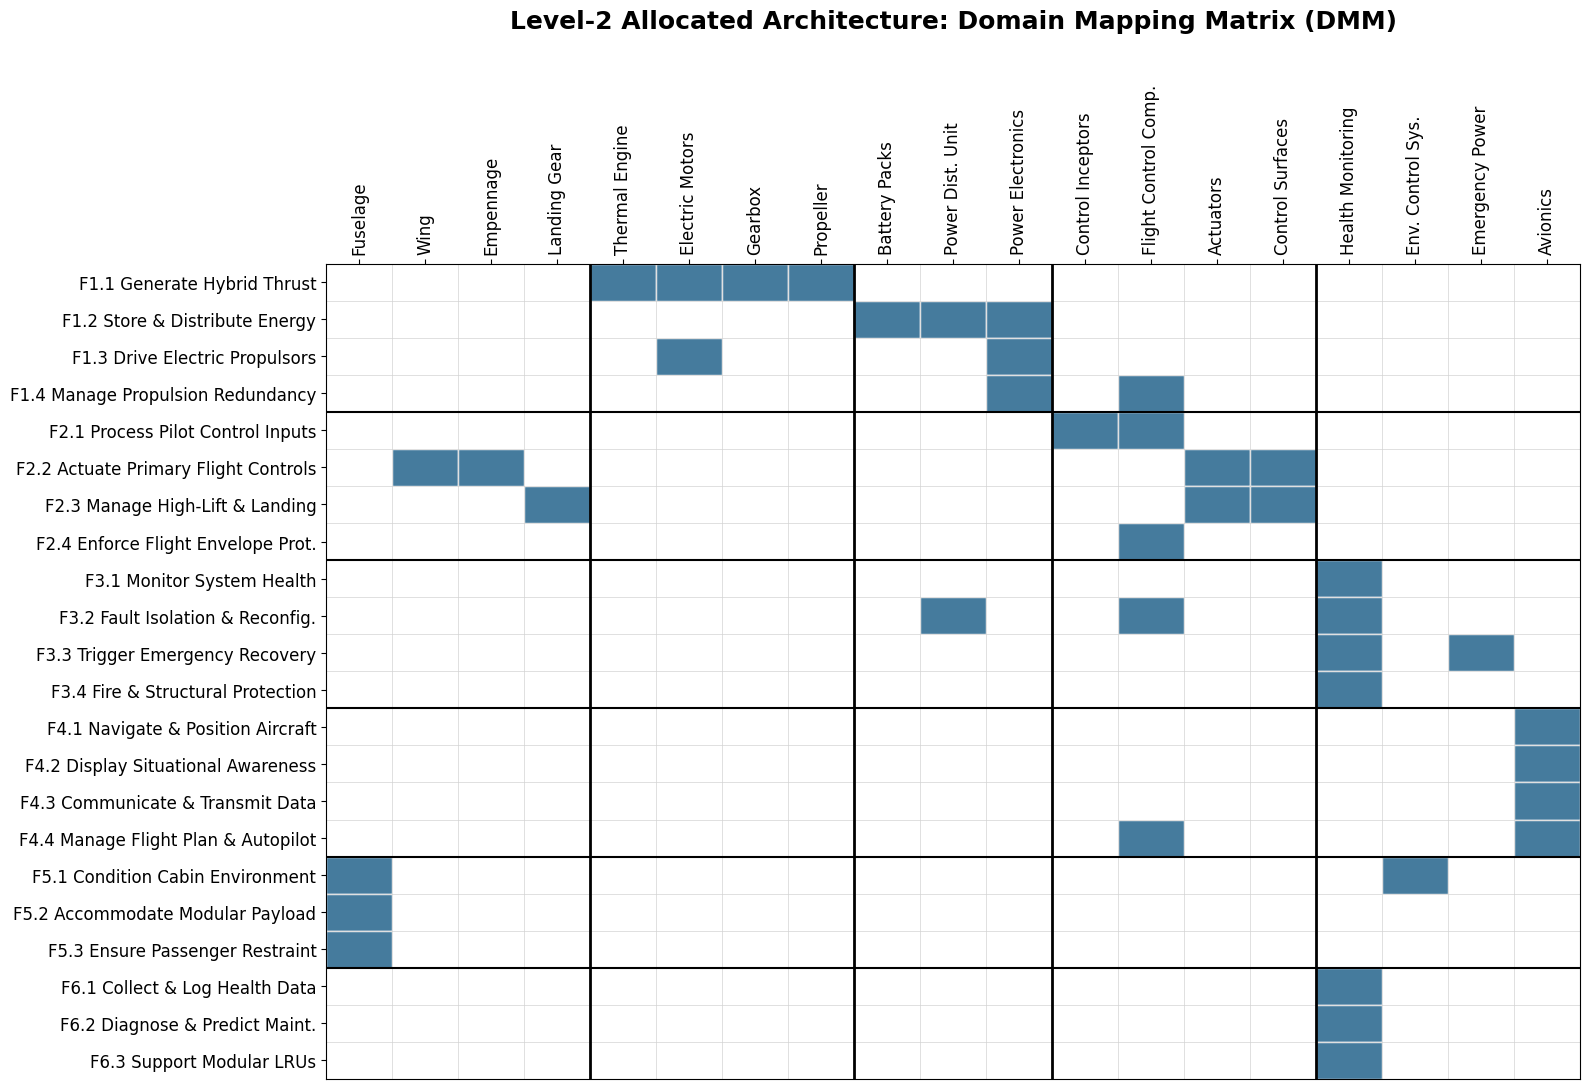 Level-2 Allocated Architecture: Domain Mapping Matrix (DMM)
Fuselage
Wing
Empennage
Landing Gear
Thermal Engine
Electric Motors
Gearbox
Propeller
Battery Packs
Power Dist. Unit
Power Electronics
Control Inceptors
Flight Control Comp.
Actuators
Control Surfaces
Health Monitoring
Env. Control Sys.
Emergency Power
Avionics
F1.1 Generate Hybrid Thrust
F1.2 Store & Distribute Energy
F1.3 Drive Electric Propulsors
F1.4 Manage Propulsion Redundancy
F2.1 Process Pilot Control Inputs
F2.2 Actuate Primary Flight Controls
F2.3 Manage High-Lift & Landing
F2.4 Enforce Flight Envelope Prot.
F3.1 Monitor System Health
F3.2 Fault Isolation & Reconfig.
F3.3 Trigger Emergency Recovery
F3.4 Fire & Structural Protection
F4.1 Navigate & Position Aircraft
F4.2 Display Situational Awareness
F4.3 Communicate & Transmit Data
F4.4 Manage Flight Plan & Autopilot
F5.1 Condition Cabin Environment
F5.2 Accommodate Modular Payload
F5.3 Ensure Passenger Restraint
F6.1 Collect & Log Health Data
F6.2 Diagnose & Predict Maint.
F6.3 Support Modular LRUs